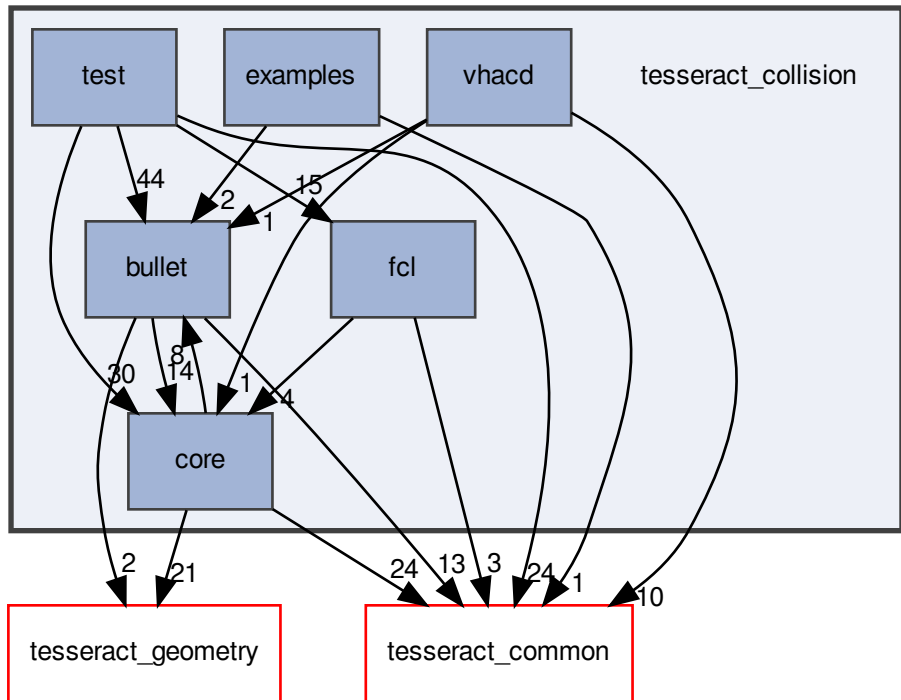 test
examples
vhacd
tesseract_collision
44
2
1
15
bullet
fcl
30
14
8
1
4
core
2
21
24
13
3
24
1
10
tesseract_geometry
tesseract_common